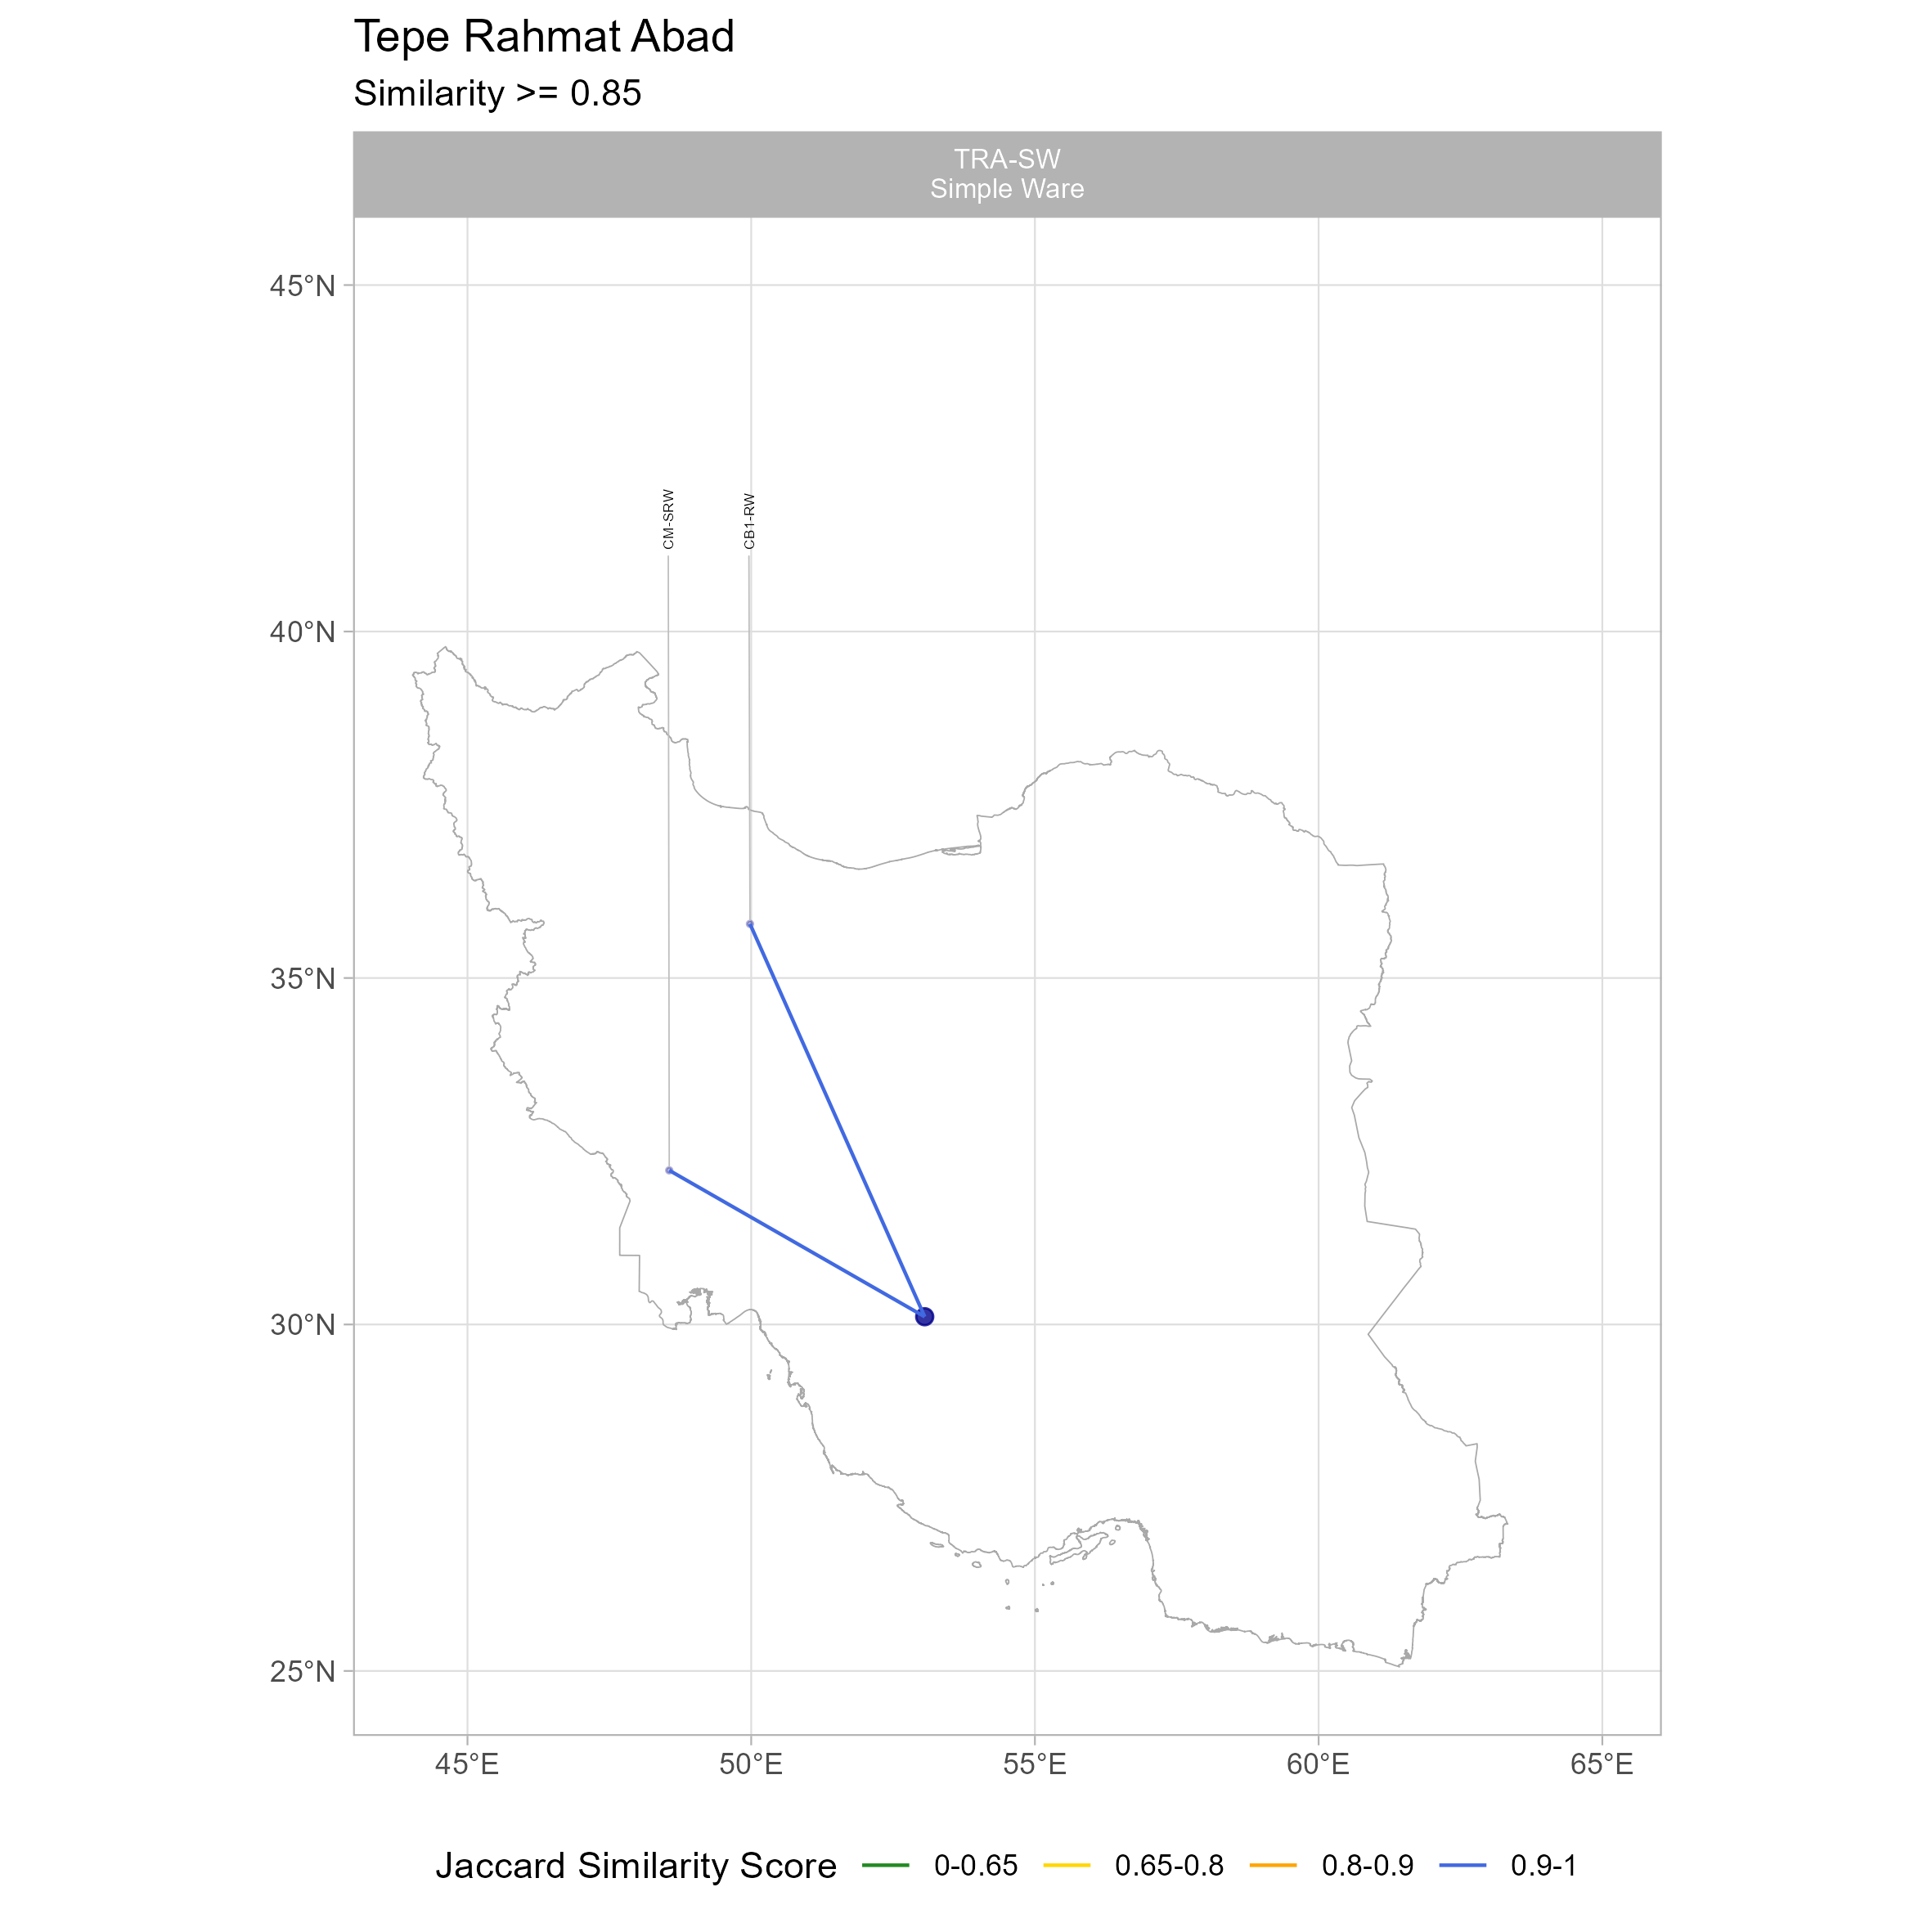 Tepe Rahmat Abad
Similarity >= 0.85
TRA-SW
Simple Ware
45°N
CM-SRW
CB1-RW
40°N
35°N
30°N
25°N
45°E
50°E
55°E
60°E
65°E
Jaccard Similarity Score
0-0.65
0.65-0.8
0.8-0.9
0.9-1